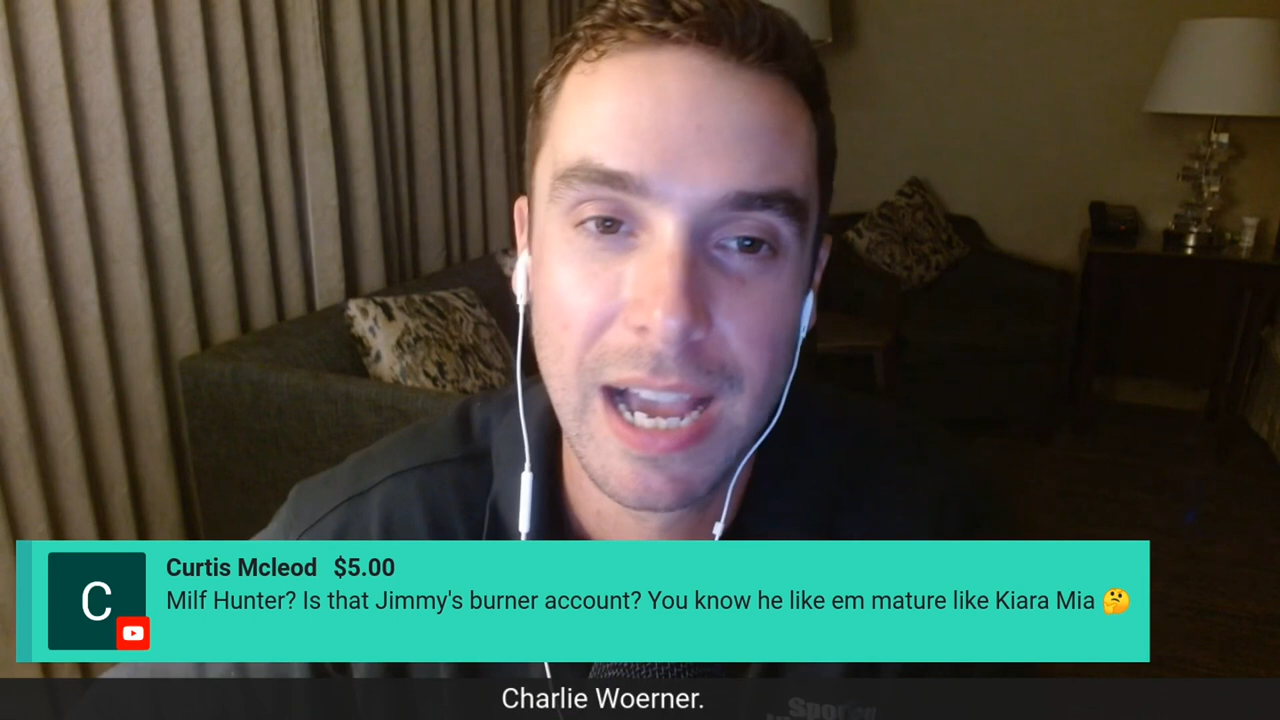 C
Curtis Mcleod $5.00
Milf Hunter? Is that Jimmy's burner account? You know he like em mature like Kiara Mia 🤔
Charlie Woerner.